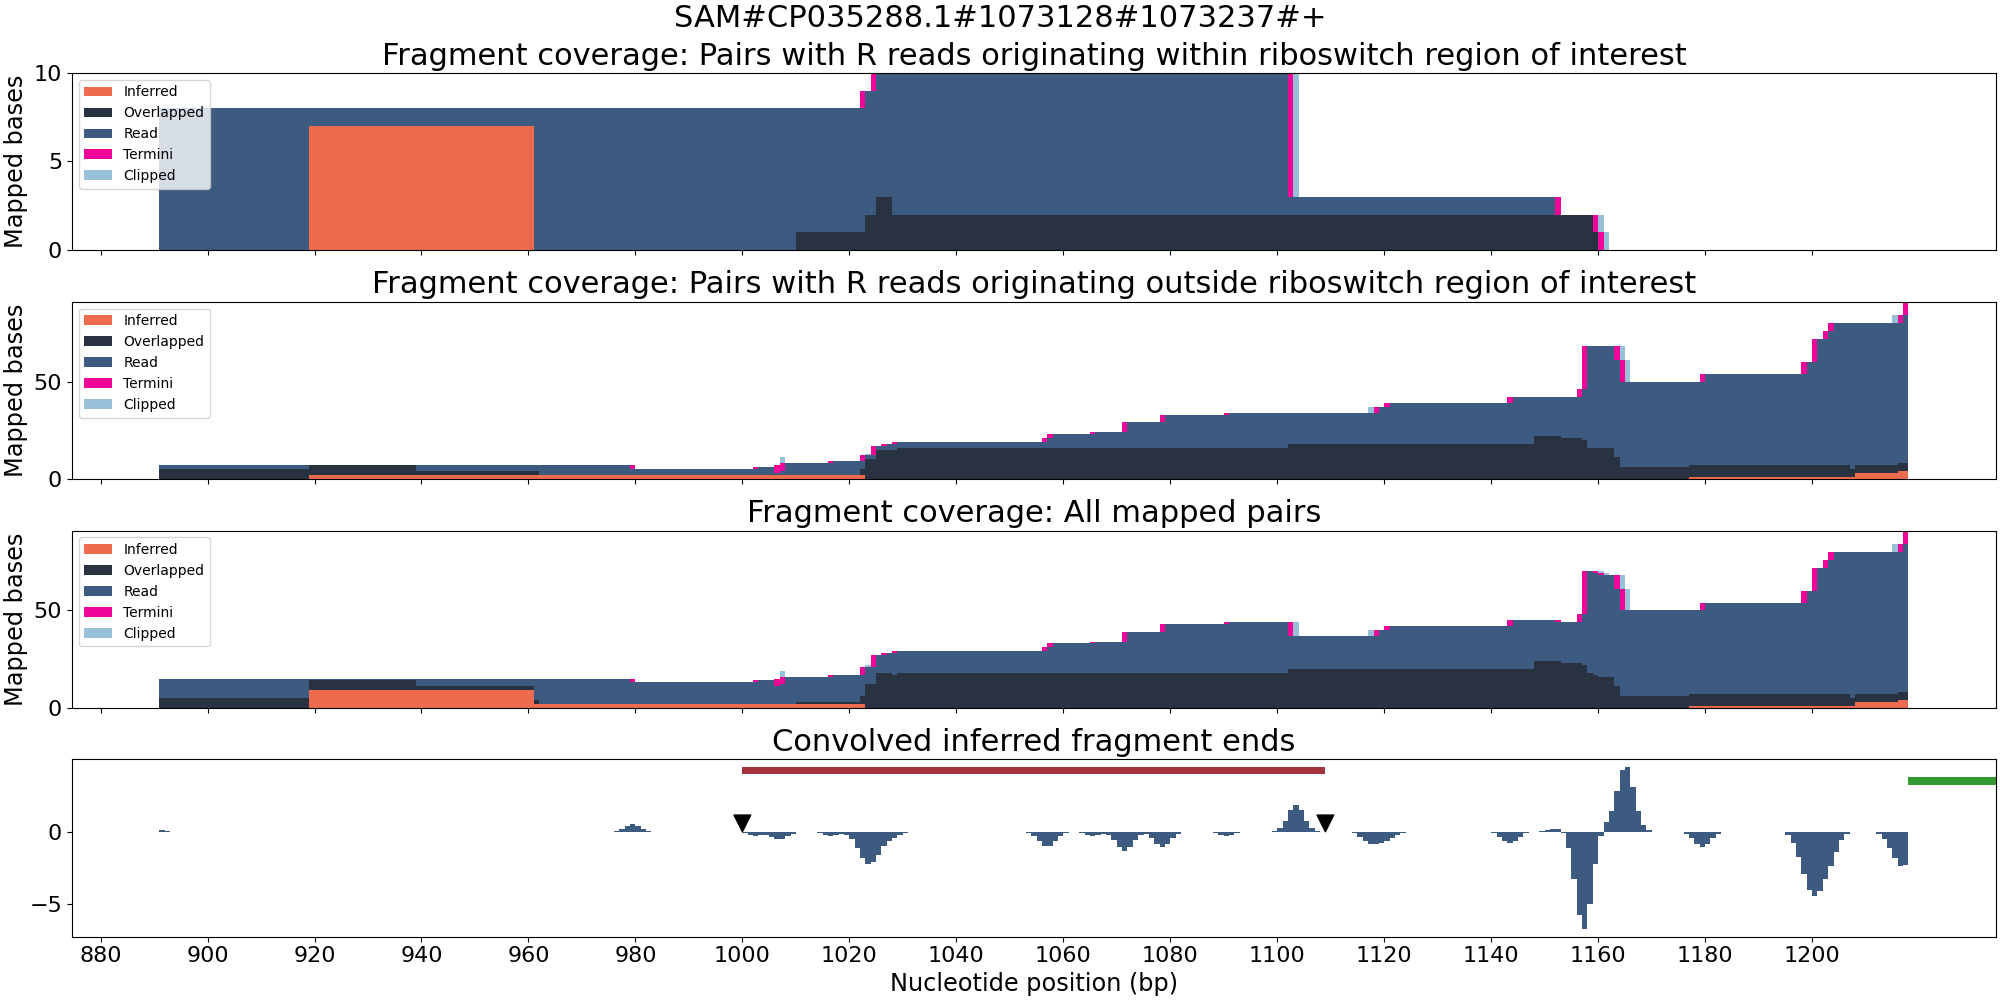 SAM#CP035288.1#1073128#1073237#+
Fragment coverage: Pairs with R reads originating within riboswitch region of interest
Mapped bases
10
5
0
Inferred
Overlapped
Read
Termini
Clipped
Fragment coverage: Pairs with R reads originating outside riboswitch region of interest
Mapped bases
50
0
Inferred
Overlapped
Read
Termini
Clipped
Fragment coverage: All mapped pairs
Mapped bases
50
0
Inferred
Overlapped
Read
Termini
Clipped
Convolved inferred fragment ends
0
−5
880 900 920 940 960 980 1000 1020 1040 1060 1080 1100 1120 1140 1160 1180 1200
Nucleotide position (bp)